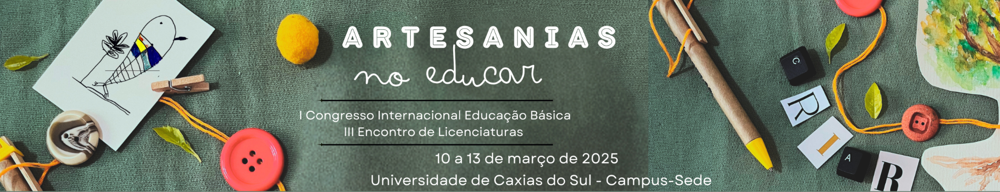 ARTESANIAS
no educar
I Congresso Internacional Educação Básica
III Encontro de Licenciaturas
10 a 13 de março de 2025
Universidade de Caxias do Sul - Campus-Sede
C
R
I
A
R